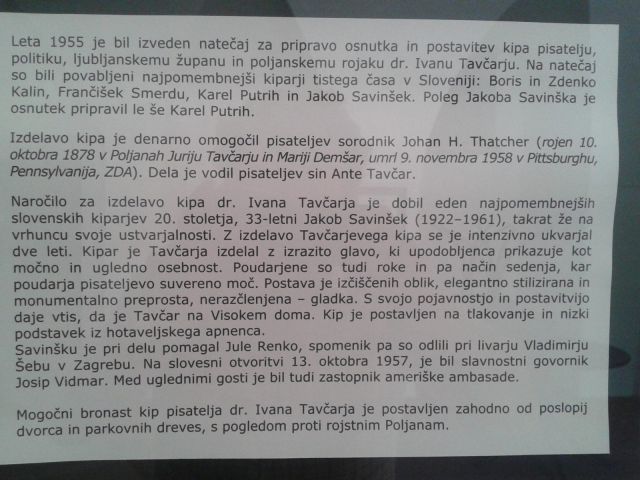 Leta 1955 je bil izveden natečaj za pripravo osnutka in postavitev kipa pisatelju,
politiku, ljubljanskemu županu in poljanskemu rojaku dr. Ivanu Tavčarju. Na natečaj
so bili povabljeni najpomembnejši kiparji tistega časa v Sloveniji: Boris in Zdenko
Kalin, Frančišek Smerdu, Karel Putrih in Jakob Savinšek. Poleg Jakoba Savinška je
osnutek pripravil le še Karel Putrih.
Izdelavo kipa je denarno omogočil pisateljev sorodnik Johan H. Thatcher (rojen 10.
oktobra 1878 v Poljanah Juriju Tavčarju in Mariji Demšar, umrl 9. novembra 1958 v Pittsburghu,
Pennsylvanija, ZDA). Dela je vodil pisateljev sin Ante Tavčar.
Naročilo za izdelavo kipa dr. Ivana Tavčarja je dobil eden najpomembnejših
slovenskih kiparjev 20. stoletja, 33-letni Jakob Savinšek (1922–1961), takrat že na
vrhuncu svoje ustvarjalnosti. Z izdelavo Tavčarjevega kipa se je intenzivno ukvarjal
dve leti. Kipar je Tavčarja izdelal z izrazito glavo, ki upodobljenca prikazuje kot
močno in ugledno osebnost. Poudarjene so tudi roke in pa način sedenja, kar
poudarja pisateljevo suvereno moč. Postava je izčiščenih oblik, elegantno stilizirana in
monumentalno preprosta, nerazčlenjena – gladka. S svojo pojavnostjo in postavitvijo
daje vtis, da je Tavčar na Visokem doma. Kip je postavljen na tlakovanje in nizki
podstavek iz hotaveljskega apnenca.
Savinšku je pri delu pomagal Jule Renko, spomenik pa so odlili pri livarju Vladimirju
Šebu v Zagrebu. Na slovesni otvoritvi 13. oktobra 1957, je bil slavnostni govornik
Josip Vidmar. Med uglednimi gosti je bil tudi zastopnik ameriške ambasade.
Mogočni bronast kip pisatelja dr. Ivana Tavčarja je postavljen zahodno od poslopij
dvorca in parkovnih dreves, s pogledom proti rojstnim Poljanam.